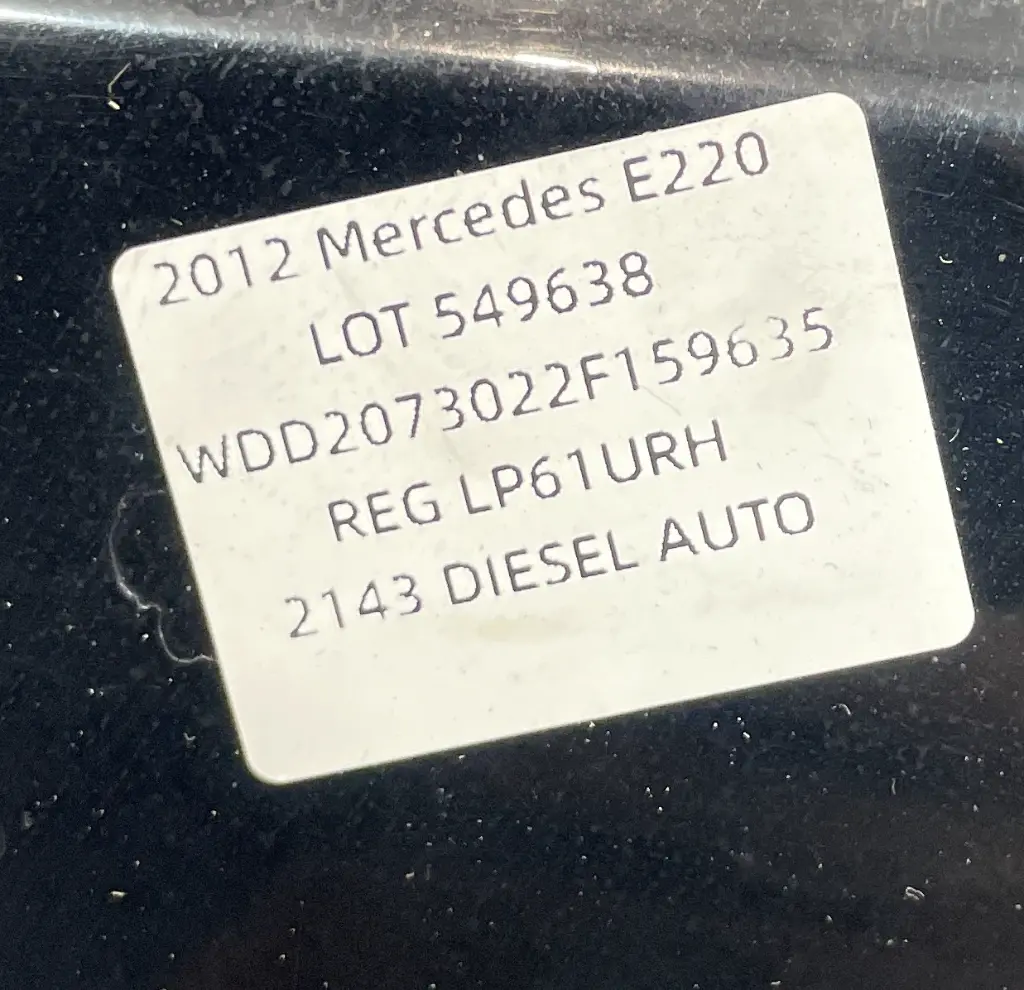 2012 Mercedes E220
LOT 549638
WDD2073022F159635
REG LP61URH
2143 DIESEL AUTO